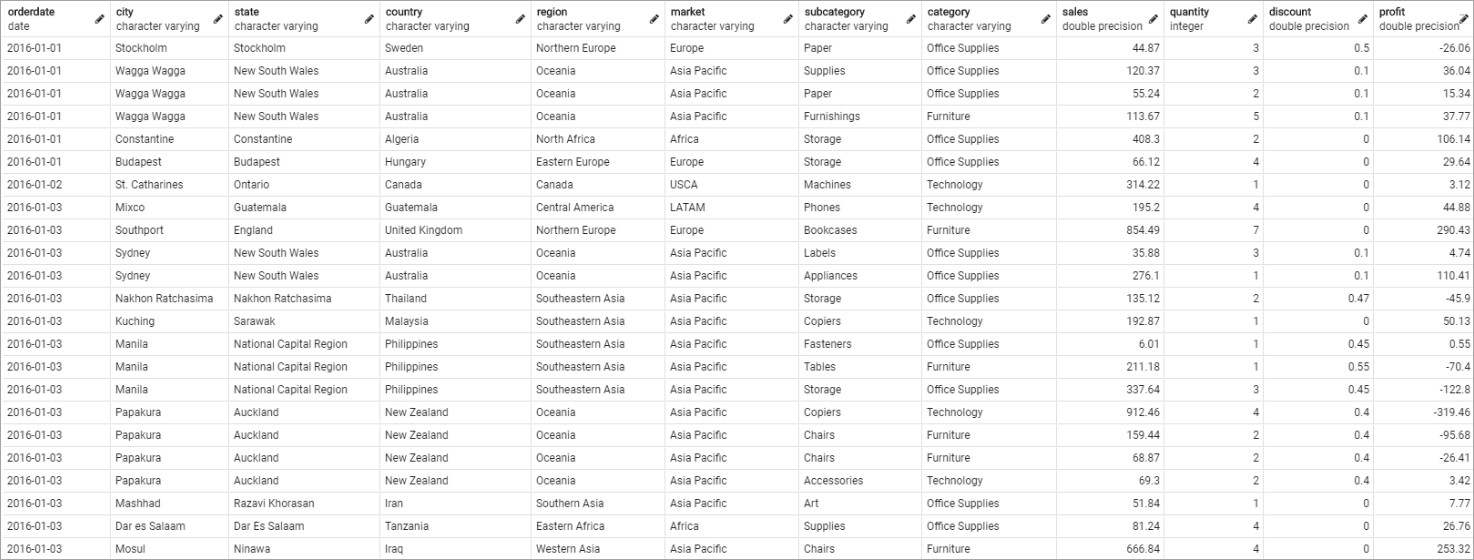 orderdate city state country region market subcategory category sales quantity discount profit
date character varying character varying character varying character varying character varying character varying character varying double precision integer double precision double precision
2016-01-01 Stockholm Stockholm Sweden Northern Europe Europe Paper Office Supplies 44.87 3 0.5 -26.06
2016-01-01 Wagga Wagga New South Wales Australia Oceania Asia Pacific Supplies Office Supplies 120.37 3 0.1 36.04
2016-01-01 Wagga Wagga New South Wales Australia Oceania Asia Pacific Paper Office Supplies 55.24 2 0.1 15.34
2016-01-01 Wagga Wagga New South Wales Australia Oceania Asia Pacific Furnishings Furniture 113.67 5 0.1 37.77
2016-01-01 Constantine Constantine Algeria North Africa Africa Storage Office Supplies 408.3 2 0 106.14
2016-01-01 Budapest Budapest Hungary Eastern Europe Europe Storage Office Supplies 66.12 4 0 29.64
2016-01-02 St. Catharines Ontario Canada Canada USCA Machines Technology 314.22 1 0 3.12
2016-01-03 Mixco Guatemala Guatemala Central America LATAM Phones Technology 195.2 4 0 44.88
2016-01-03 Southport England United Kingdom Northern Europe Europe Bookcases Furniture 854.49 7 0 290.43
2016-01-03 Sydney New South Wales Australia Oceania Asia Pacific Labels Office Supplies 35.88 3 0.1 4.74
2016-01-03 Sydney New South Wales Australia Oceania Asia Pacific Appliances Office Supplies 276.1 1 0.1 110.41
2016-01-03 Nakhon Ratchasima Nakhon Ratchasima Thailand Southeastern Asia Asia Pacific Storage Office Supplies 135.12 2 0.47 -45.9
2016-01-03 Kuching Sarawak Malaysia Southeastern Asia Asia Pacific Copiers Technology 192.87 1 0 50.13
2016-01-03 Manila National Capital Region Philippines Southeastern Asia Asia Pacific Fasteners Office Supplies 6.01 1 0.45 0.55
2016-01-03 Manila National Capital Region Philippines Southeastern Asia Asia Pacific Tables Furniture 211.18 1 0.55 -70.4
2016-01-03 Manila National Capital Region Philippines Southeastern Asia Asia Pacific Storage Office Supplies 337.64 3 0.45 -122.8
2016-01-03 Papakura Auckland New Zealand Oceania Asia Pacific Copiers Technology 912.46 4 0.4 -319.46
2016-01-03 Papakura Auckland New Zealand Oceania Asia Pacific Chairs Furniture 159.44 2 0.4 -95.68
2016-01-03 Papakura Auckland New Zealand Oceania Asia Pacific Chairs Furniture 68.87 2 0.4 -26.41
2016-01-03 Papakura Auckland New Zealand Oceania Asia Pacific Accessories Technology 69.3 2 0.4 3.42
2016-01-03 Mashhad Razavi Khorasan Iran Southern Asia Asia Pacific Art Office Supplies 51.84 1 0 7.77
2016-01-03 Dar es Salaam Dar Es Salaam Tanzania Eastern Africa Africa Supplies Office Supplies 81.24 4 0 26.76
2016-01-03 Mosul Ninawa Iraq Western Asia Asia Pacific Chairs Furniture 666.84 4 0 253.32